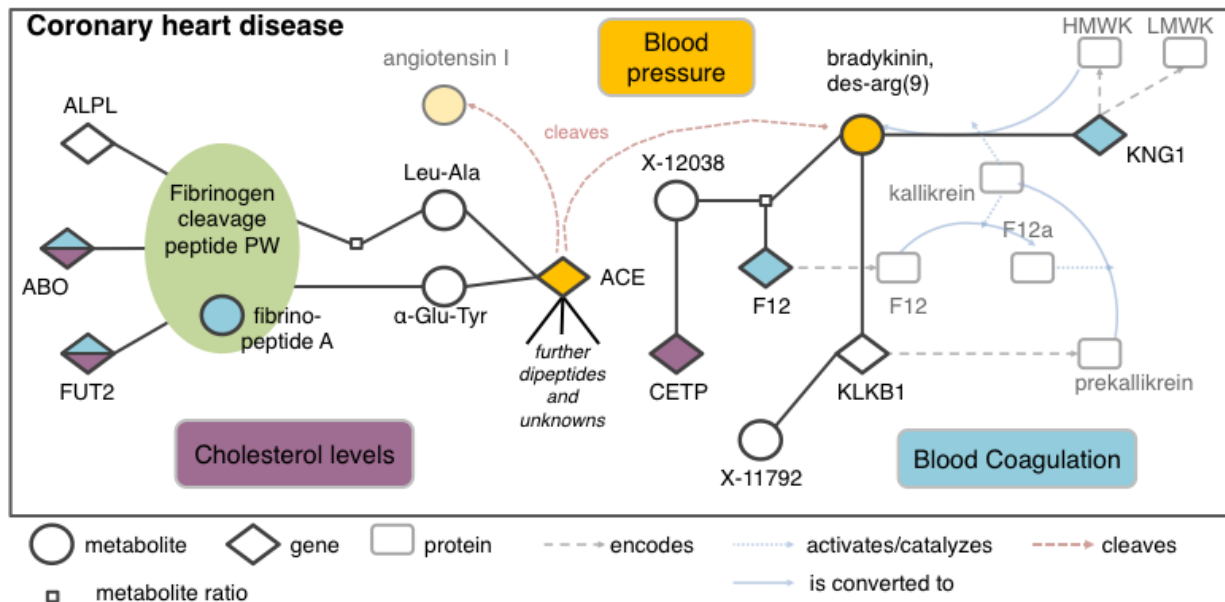 Coronary heart disease
HMWK
LMWK
angiotensin I
Blood
pressure
bradykinin,
des-arg(9)
ALPL
cleaves
KNG1
X-12038
Leu-Ala
kallikrein
Fibrinogen
cleavage
peptide PW
F12a
ABO
ACE
F12
F12
fibrino-
peptide A
α-Glu-Tyr
further
dipeptides
and
unknowns
FUT2
CETP
KLKB1
prekallikrein
Cholesterol levels
Blood Coagulation
X-11792
metabolite
gene
protein
encodes
activates/catalyzes
cleaves
metabolite ratio
is converted to